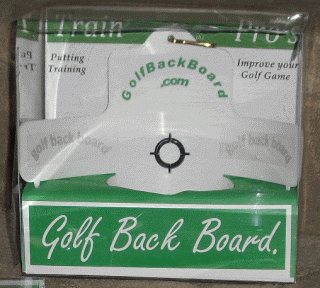 Train Pro's
Putting
Training
GolfBackBoard
.com
Improve your
Golf Game
golf back board
golf back board
Golf Back Board.